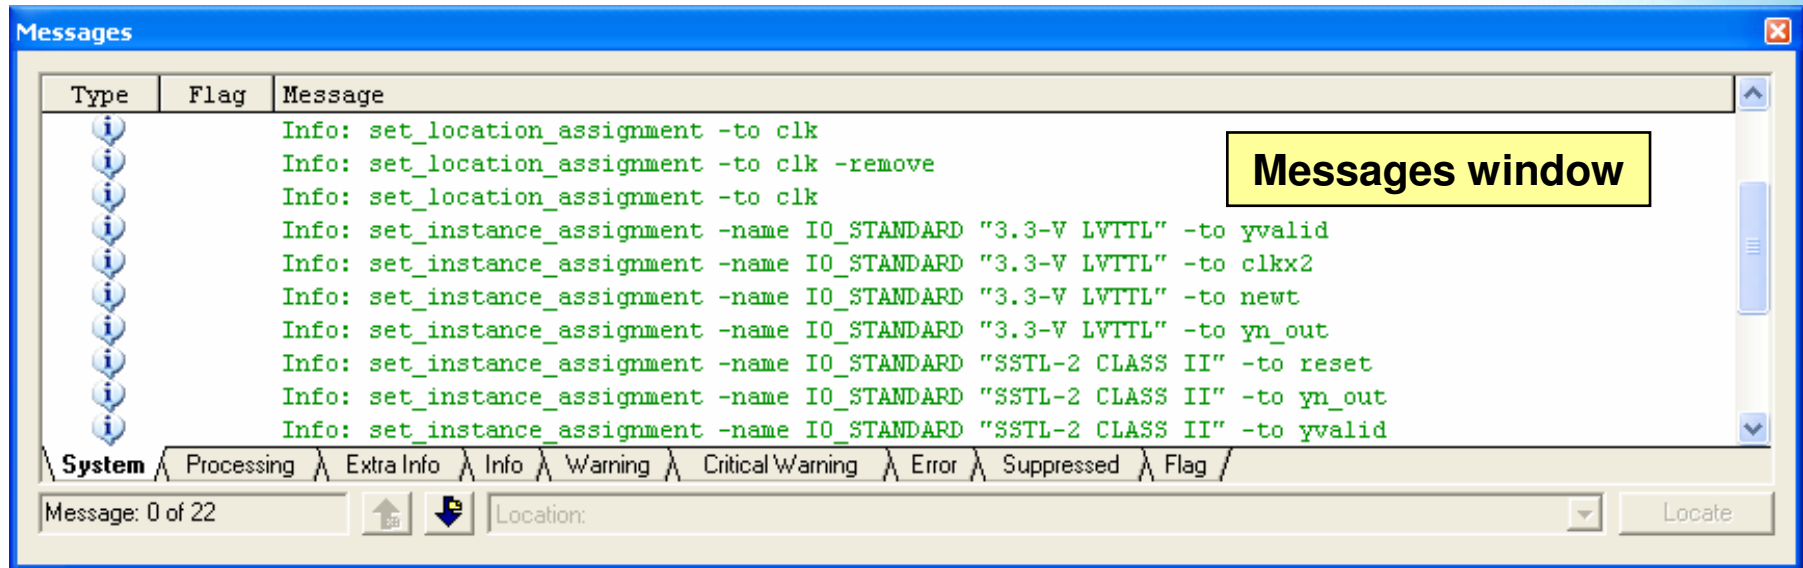 Messages
Type Flag Message
Info: set_location_assignment -to clk
Info: set_location_assignment -to clk -remove
Messages window
Info: set_location_assignment -to clk
Info: set_instance_assignment -name IO_STANDARD "3.3-V LVTTL" -to yvalid
Info: set_instance_assignment -name IO_STANDARD "3.3-V LVTTL" -to clkx2
Info: set_instance_assignment -name IO_STANDARD "3.3-V LVTTL" -to newt
Info: set_instance_assignment -name IO_STANDARD "3.3-V LVTTL" -to yn_out
Info: set_instance_assignment -name IO_STANDARD "SSTL-2 CLASS II" -to reset
Info: set_instance_assignment -name IO_STANDARD "SSTL-2 CLASS II" -to yn_out
Info: set_instance_assignment -name IO_STANDARD "SSTL-2 CLASS II" -to yvalid
System Processing Extra Info Info Warning Critical Warning Error Suppressed Flag
Message: 0 of 22 Location: Locate